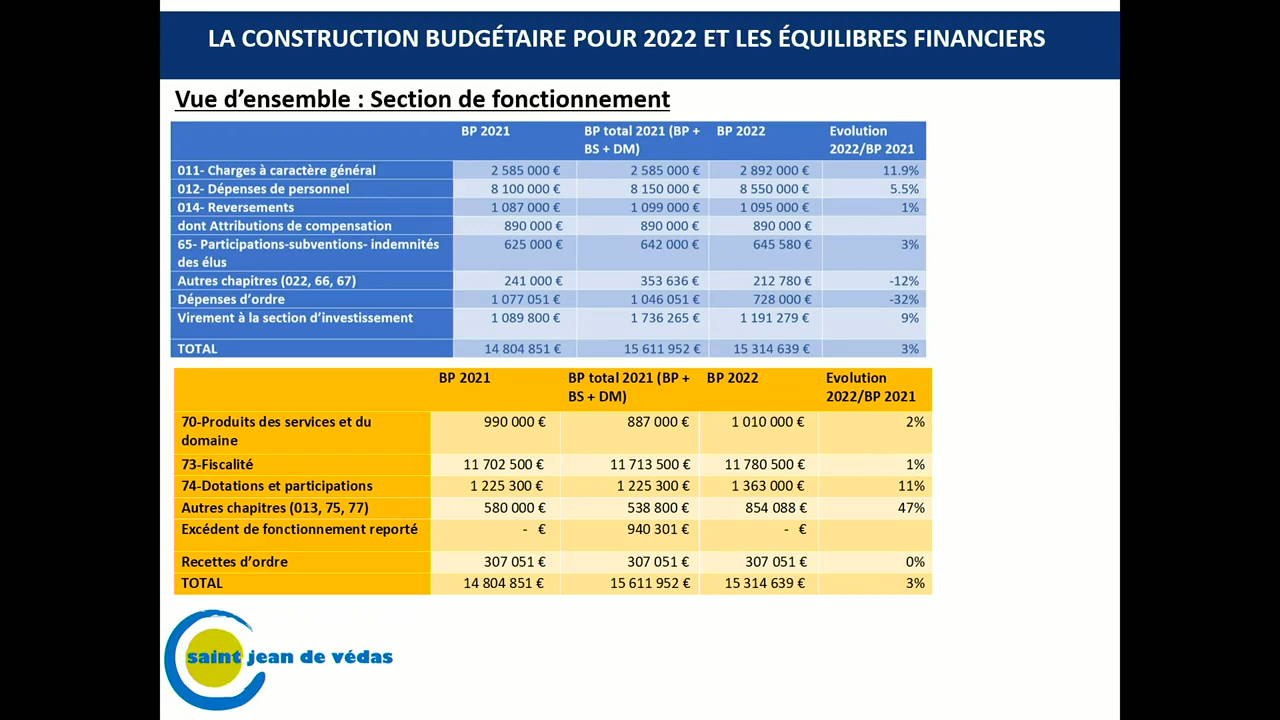 LA CONSTRUCTION BUDGÉTAIRE POUR 2022 ET LES ÉQUILIBRES FINANCIERS
Vue d’ensemble : Section de fonctionnement
BP 2021 BP total 2021 (BP + BP 2022 Evolution
BS + DM) 2022/BP 2021
011- Charges à caractère général 2 585 000 € 2 585 000 € 2 892 000 € 11.9%
012- Dépenses de personnel 8 100 000 € 8 150 000 € 8 550 000 € 5.5%
014- Reversements 1 087 000 € 1 099 000 € 1 095 000 € 1%
dont Attributions de compensation 890 000 € 890 000 € 890 000 €
65- Participations-subventions- indemnités 625 000 € 642 000 € 645 580 € 3%
des élus
Autres chapitres (022, 66, 67) 241 000 € 353 636 € 212 780 € -12%
Dépenses d’ordre 1 077 051 € 1 046 051 € 728 000 € -32%
Virement à la section d’investissement 1 089 800 € 1 736 265 € 1 191 279 € 9%
TOTAL 14 804 851 € 15 611 952 € 15 314 639 € 3%
BP 2021 BP total 2021 (BP + BP 2022 Evolution
BS + DM) 2022/BP 2021
70-Produits des services et du 990 000 € 887 000 € 1 010 000 € 2%
domaine
73-Fiscalité 11 702 500 € 11 713 500 € 11 780 500 € 1%
74-Dotations et participations 1 225 300 € 1 225 300 € 1 363 000 € 11%
Autres chapitres (013, 75, 77) 580 000 € 538 800 € 854 088 € 47%
Excédent de fonctionnement reporté - € 940 301 € - €
Recettes d’ordre 307 051 € 307 051 € 307 051 € 0%
TOTAL 14 804 851 € 15 611 952 € 15 314 639 € 3%
saint jean de védas